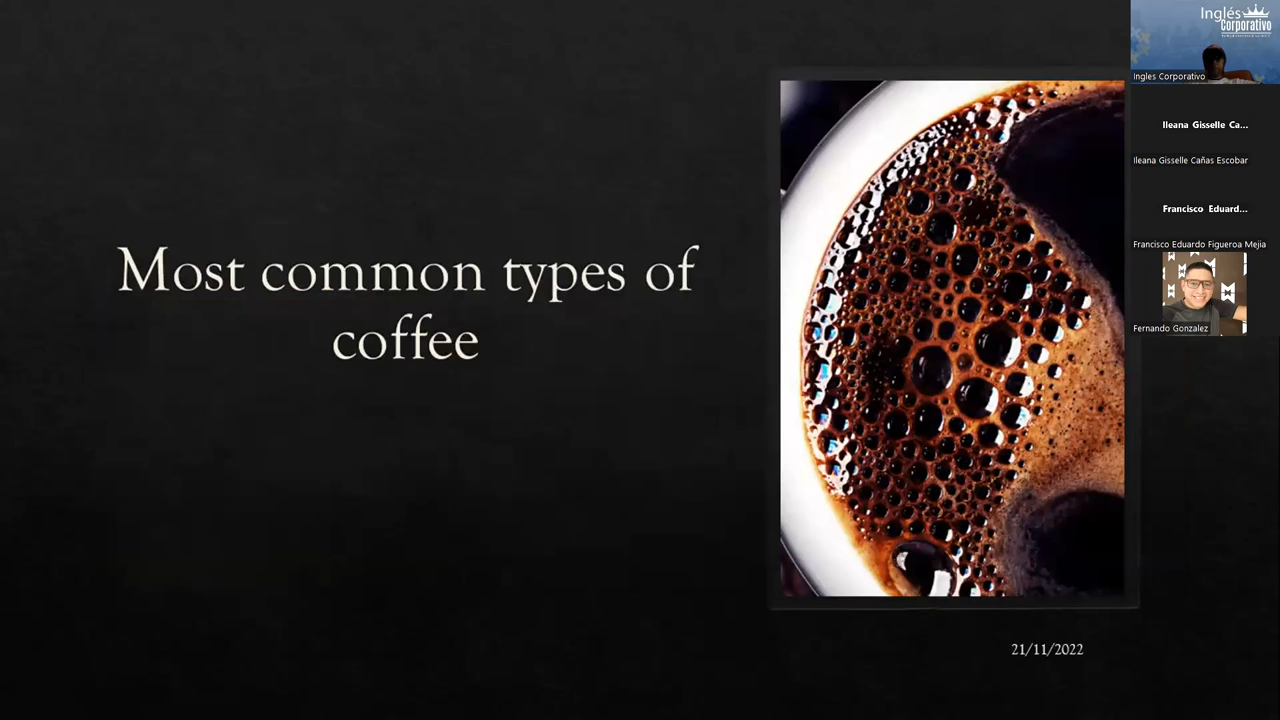 Most common types of
coffee
21/11/2022
Inglés
Corporativo
Ingles Corporativo
Ileana Gisselle Ca...
Ileana Gisselle Cañas Escobar
Francisco Eduard...
Francisco Eduardo Figueroa Mejia
Fernando Gonzalez